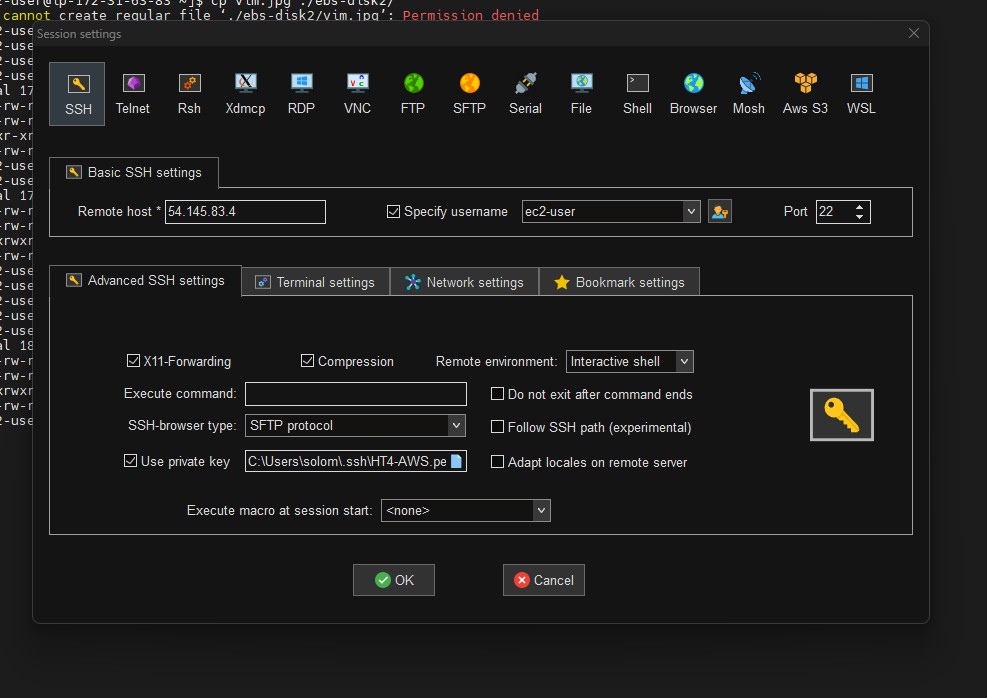 2-user@ip-172-31-63-83 ~]$ cp vim.jpg ./ebs-disk2/
cannot create regular file ‘./ebs-disk2/vim.jpg’: Permission denied
Session settings
SSH
Telnet
Rsh
Xdmcp
RDP
VNC
FTP
SFTP
Serial
File
Shell
Browser
Mosh
Aws S3
WSL
Basic SSH settings
Remote host * 54.145.83.4
Specify username ec2-user
Port 22
Advanced SSH settings
Terminal settings
Network settings
Bookmark settings
X11-Forwarding
Compression
Remote environment: Interactive shell
Execute command:
Do not exit after command ends
SSH-browser type: SFTP protocol
Follow SSH path (experimental)
Use private key C:\Users\solom\.ssh\HT4-AWS.pe
Adapt locales on remote server
Execute macro at session start: <none>
OK
Cancel